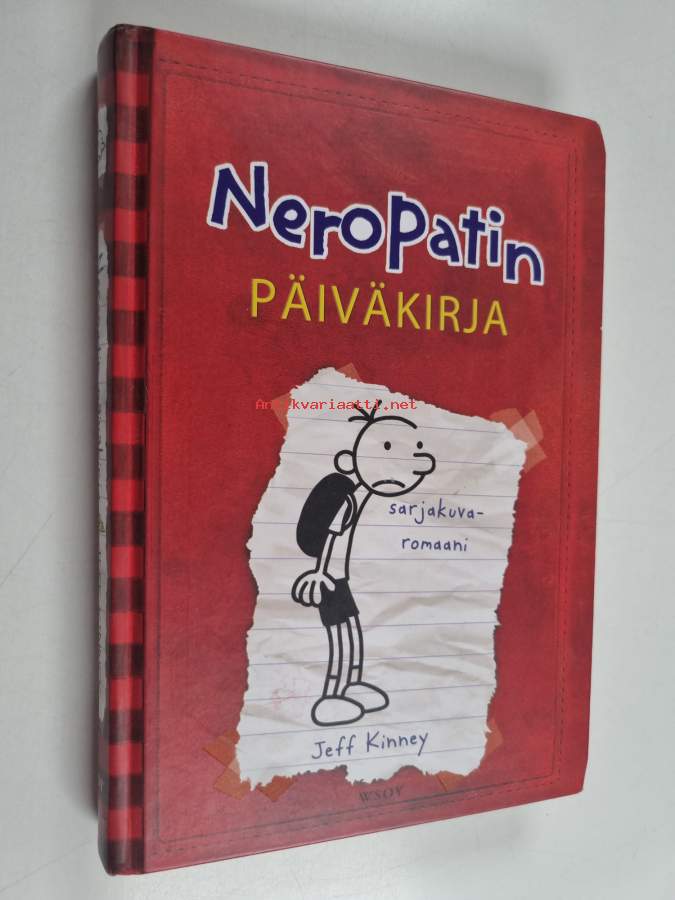 Neropatin
PÄIVÄKIRJA
Antikvariaatti.net
sarjakuva-
romaani
Jeff Kinney
WSOY